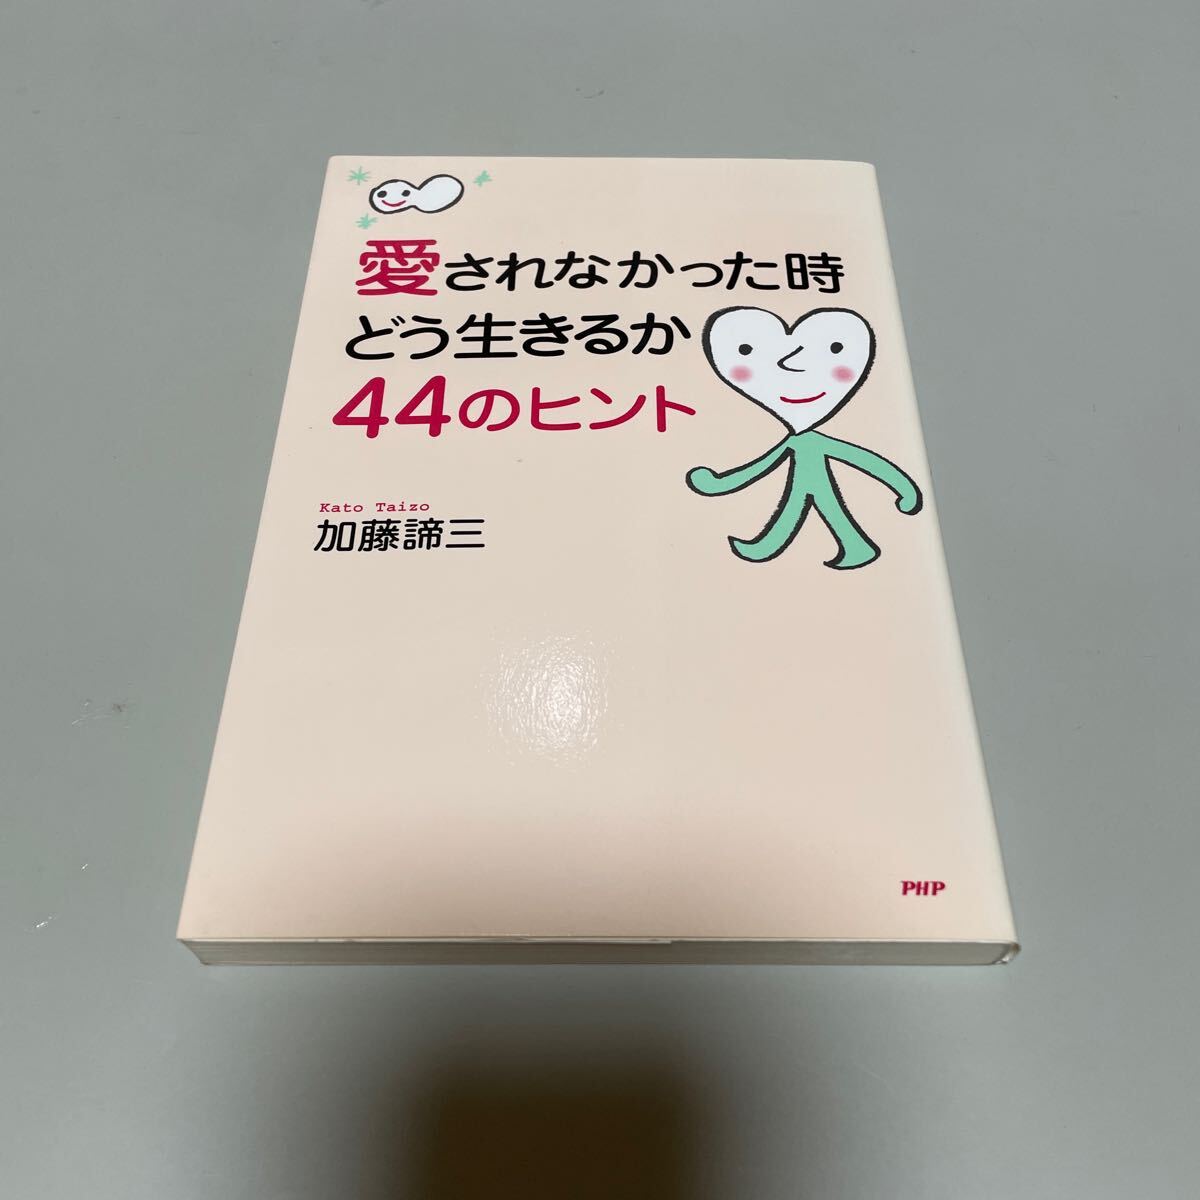 愛されなかった時
どう生きるか
44のヒント
Kato Taizo
加藤諦三
PHP